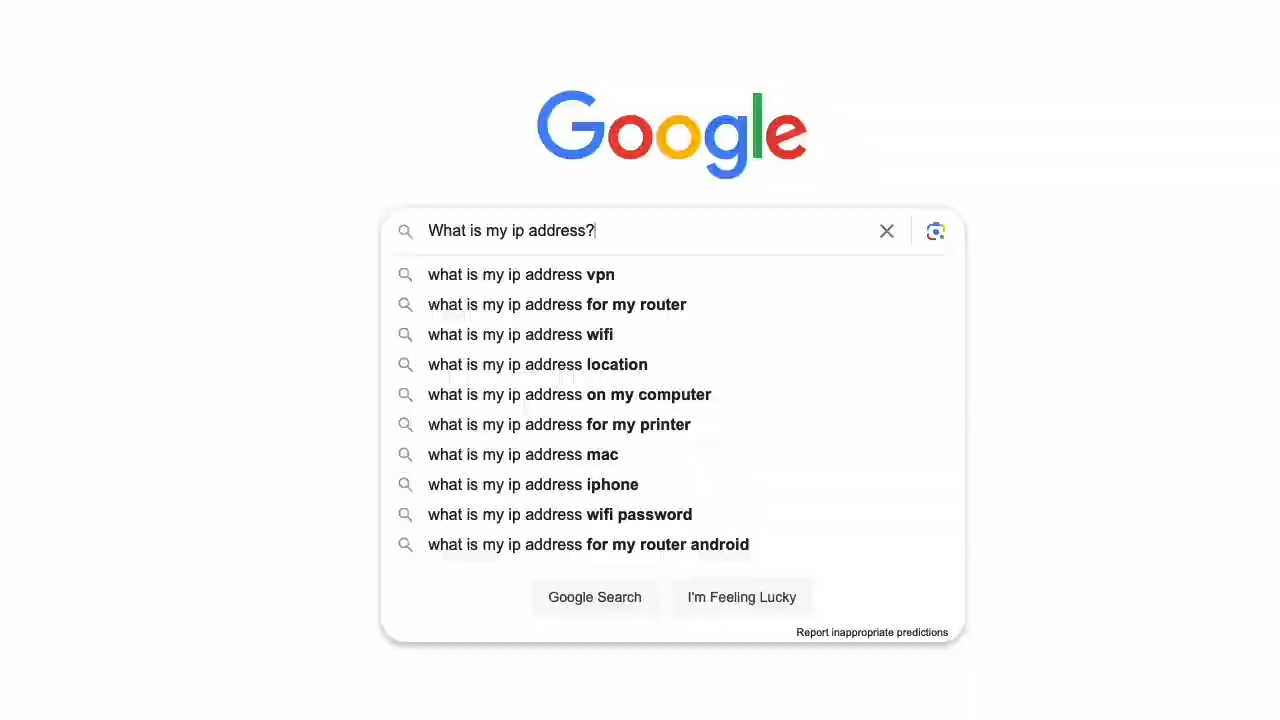 Google
What is my ip address?
what is my ip address vpn
what is my ip address for my router
what is my ip address wifi
what is my ip address location
what is my ip address on my computer
what is my ip address for my printer
what is my ip address mac
what is my ip address iphone
what is my ip address wifi password
what is my ip address for my router android
Google Search I'm Feeling Lucky
Report inappropriate predictions